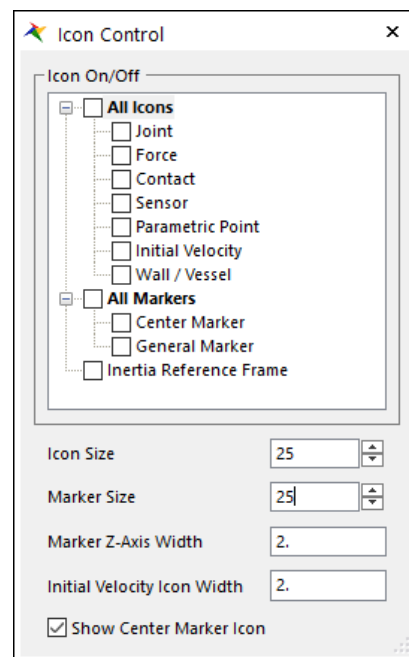 Icon Control
Icon On/Off
All Icons
Joint
Force
Contact
Sensor
Parametric Point
Initial Velocity
Wall / Vessel
All Markers
Center Marker
General Marker
Inertia Reference Frame
Icon Size 25
Marker Size 25
Marker Z-Axis Width 2.
Initial Velocity Icon Width 2.
Show Center Marker Icon